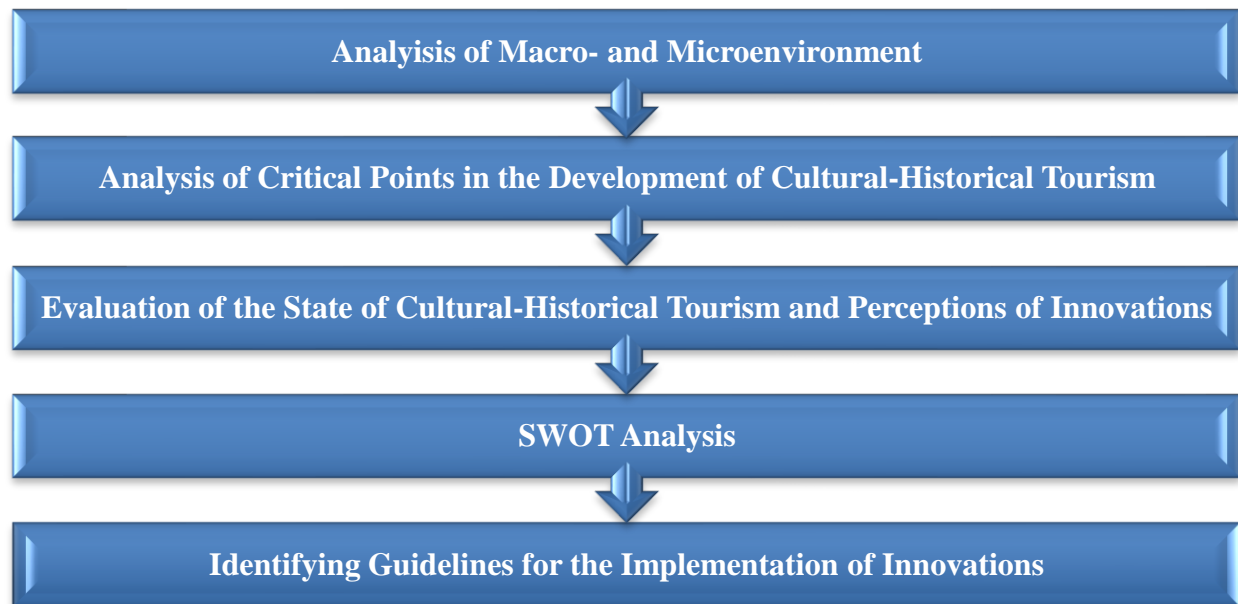 Analyisis of Macro- and Microenvironment
Analysis of Critical Points in the Development of Cultural-Historical Tourism
Evaluation of the State of Cultural-Historical Tourism and Perceptions of Innovations
SWOT Analysis
Identifying Guidelines for the Implementation of Innovations